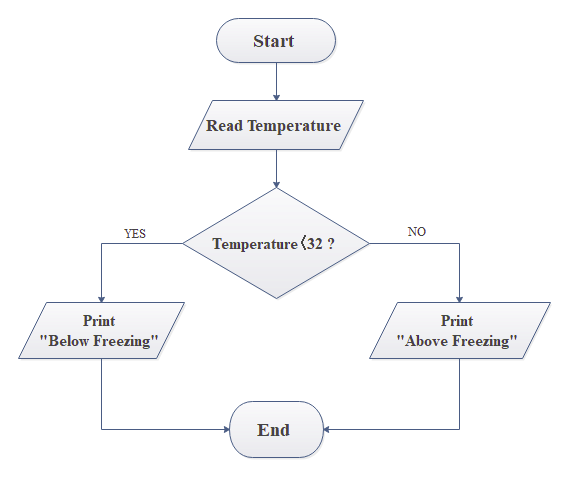 Start
Read Temperature
Temperature<32 ?
YES
NO
Print
"Below Freezing"
Print
"Above Freezing"
End